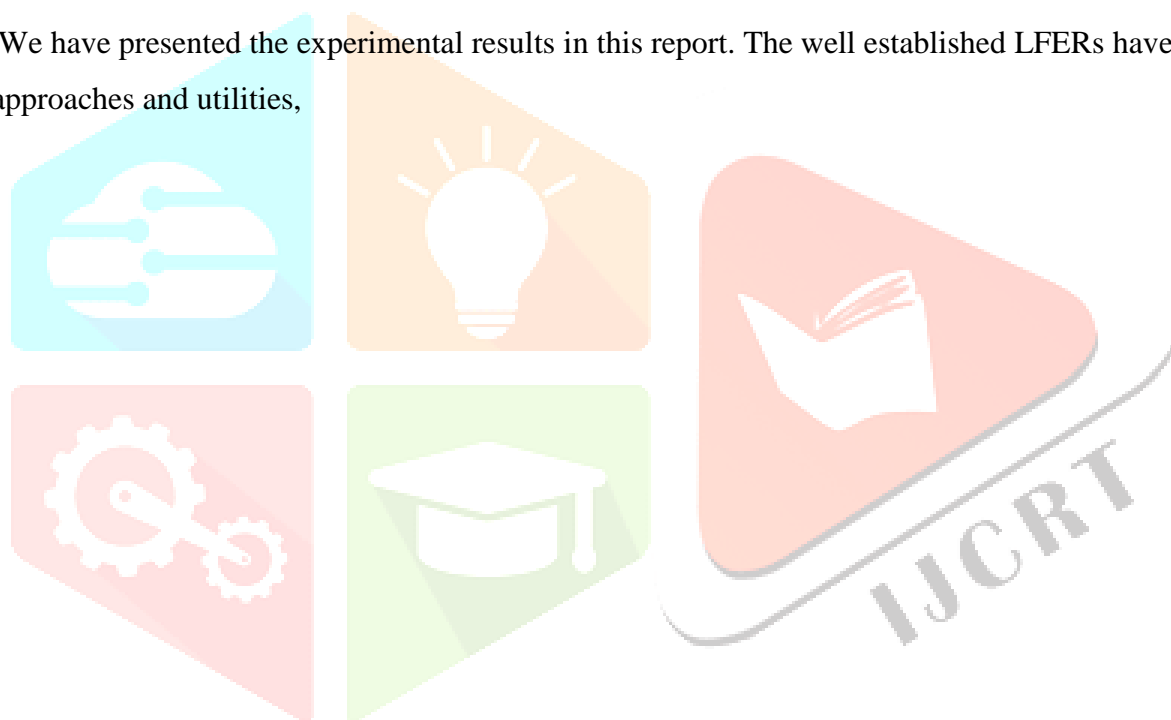 We have presented the experimental results in this report. The well established LFERs have
approaches and utilities,
IJCRT